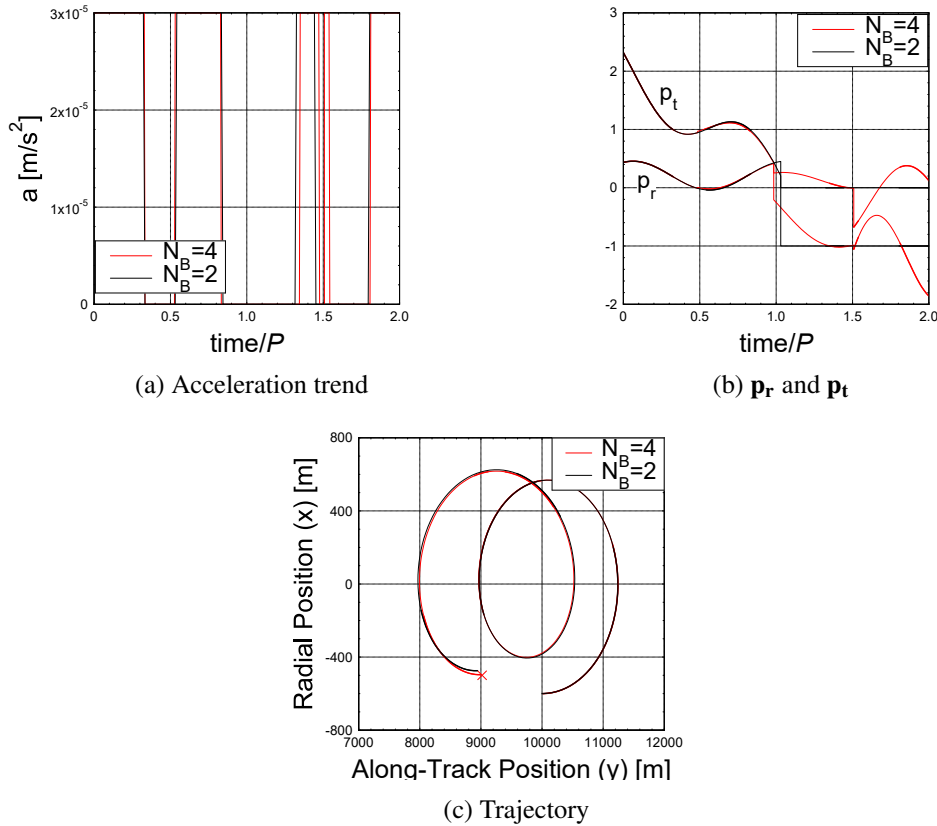 3x10⁻⁵
2x10⁻⁵
1x10⁻⁵
0
a [m/s²]
N_B=4
N_B=2
0 0.5 1.0 1.5 2.0
time/P
(a) Acceleration trend
N_B=4
N_B=2
3
2
1
0
-1
-2
p_t
p_r
0 0.5 1.0 1.5 2.0
time/P
(b) p_r and p_t
N_B=4
N_B=2
800
400
0
-400
-800
Radial Position (x) [m]
7000 8000 9000 10000 11000 12000
Along-Track Position (y) [m]
(c) Trajectory